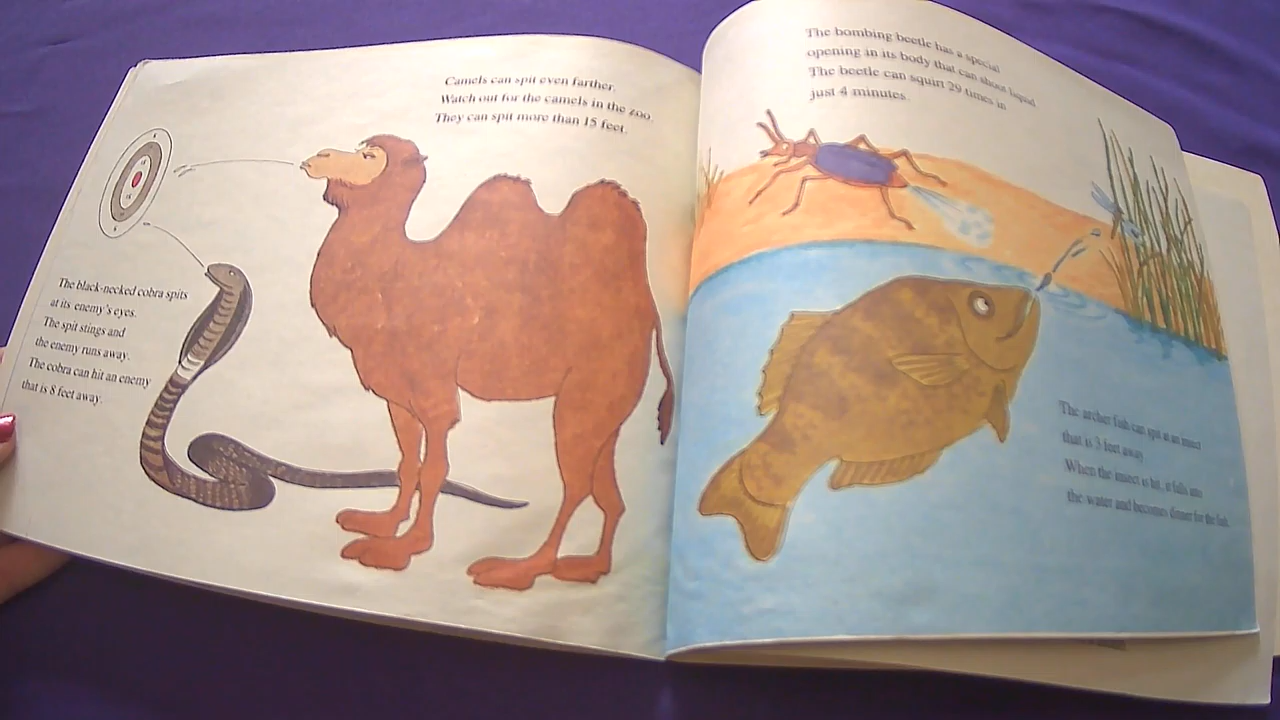 Camels can spit even farther.
Watch out for the camels in the zoo.
They can spit more than 15 feet.
The black-necked cobra spits
at its enemy's eyes.
The spit stings and
the enemy runs away.
The cobra can hit an enemy
that is 8 feet away.
The bombing beetle has a special
opening in its body that can shoot liquid.
The beetle can squirt 29 times in
just 4 minutes.
The archer fish can spit at an insect
that is 3 feet away.
When the insect is hit, it falls into
the water and becomes dinner for the fish.